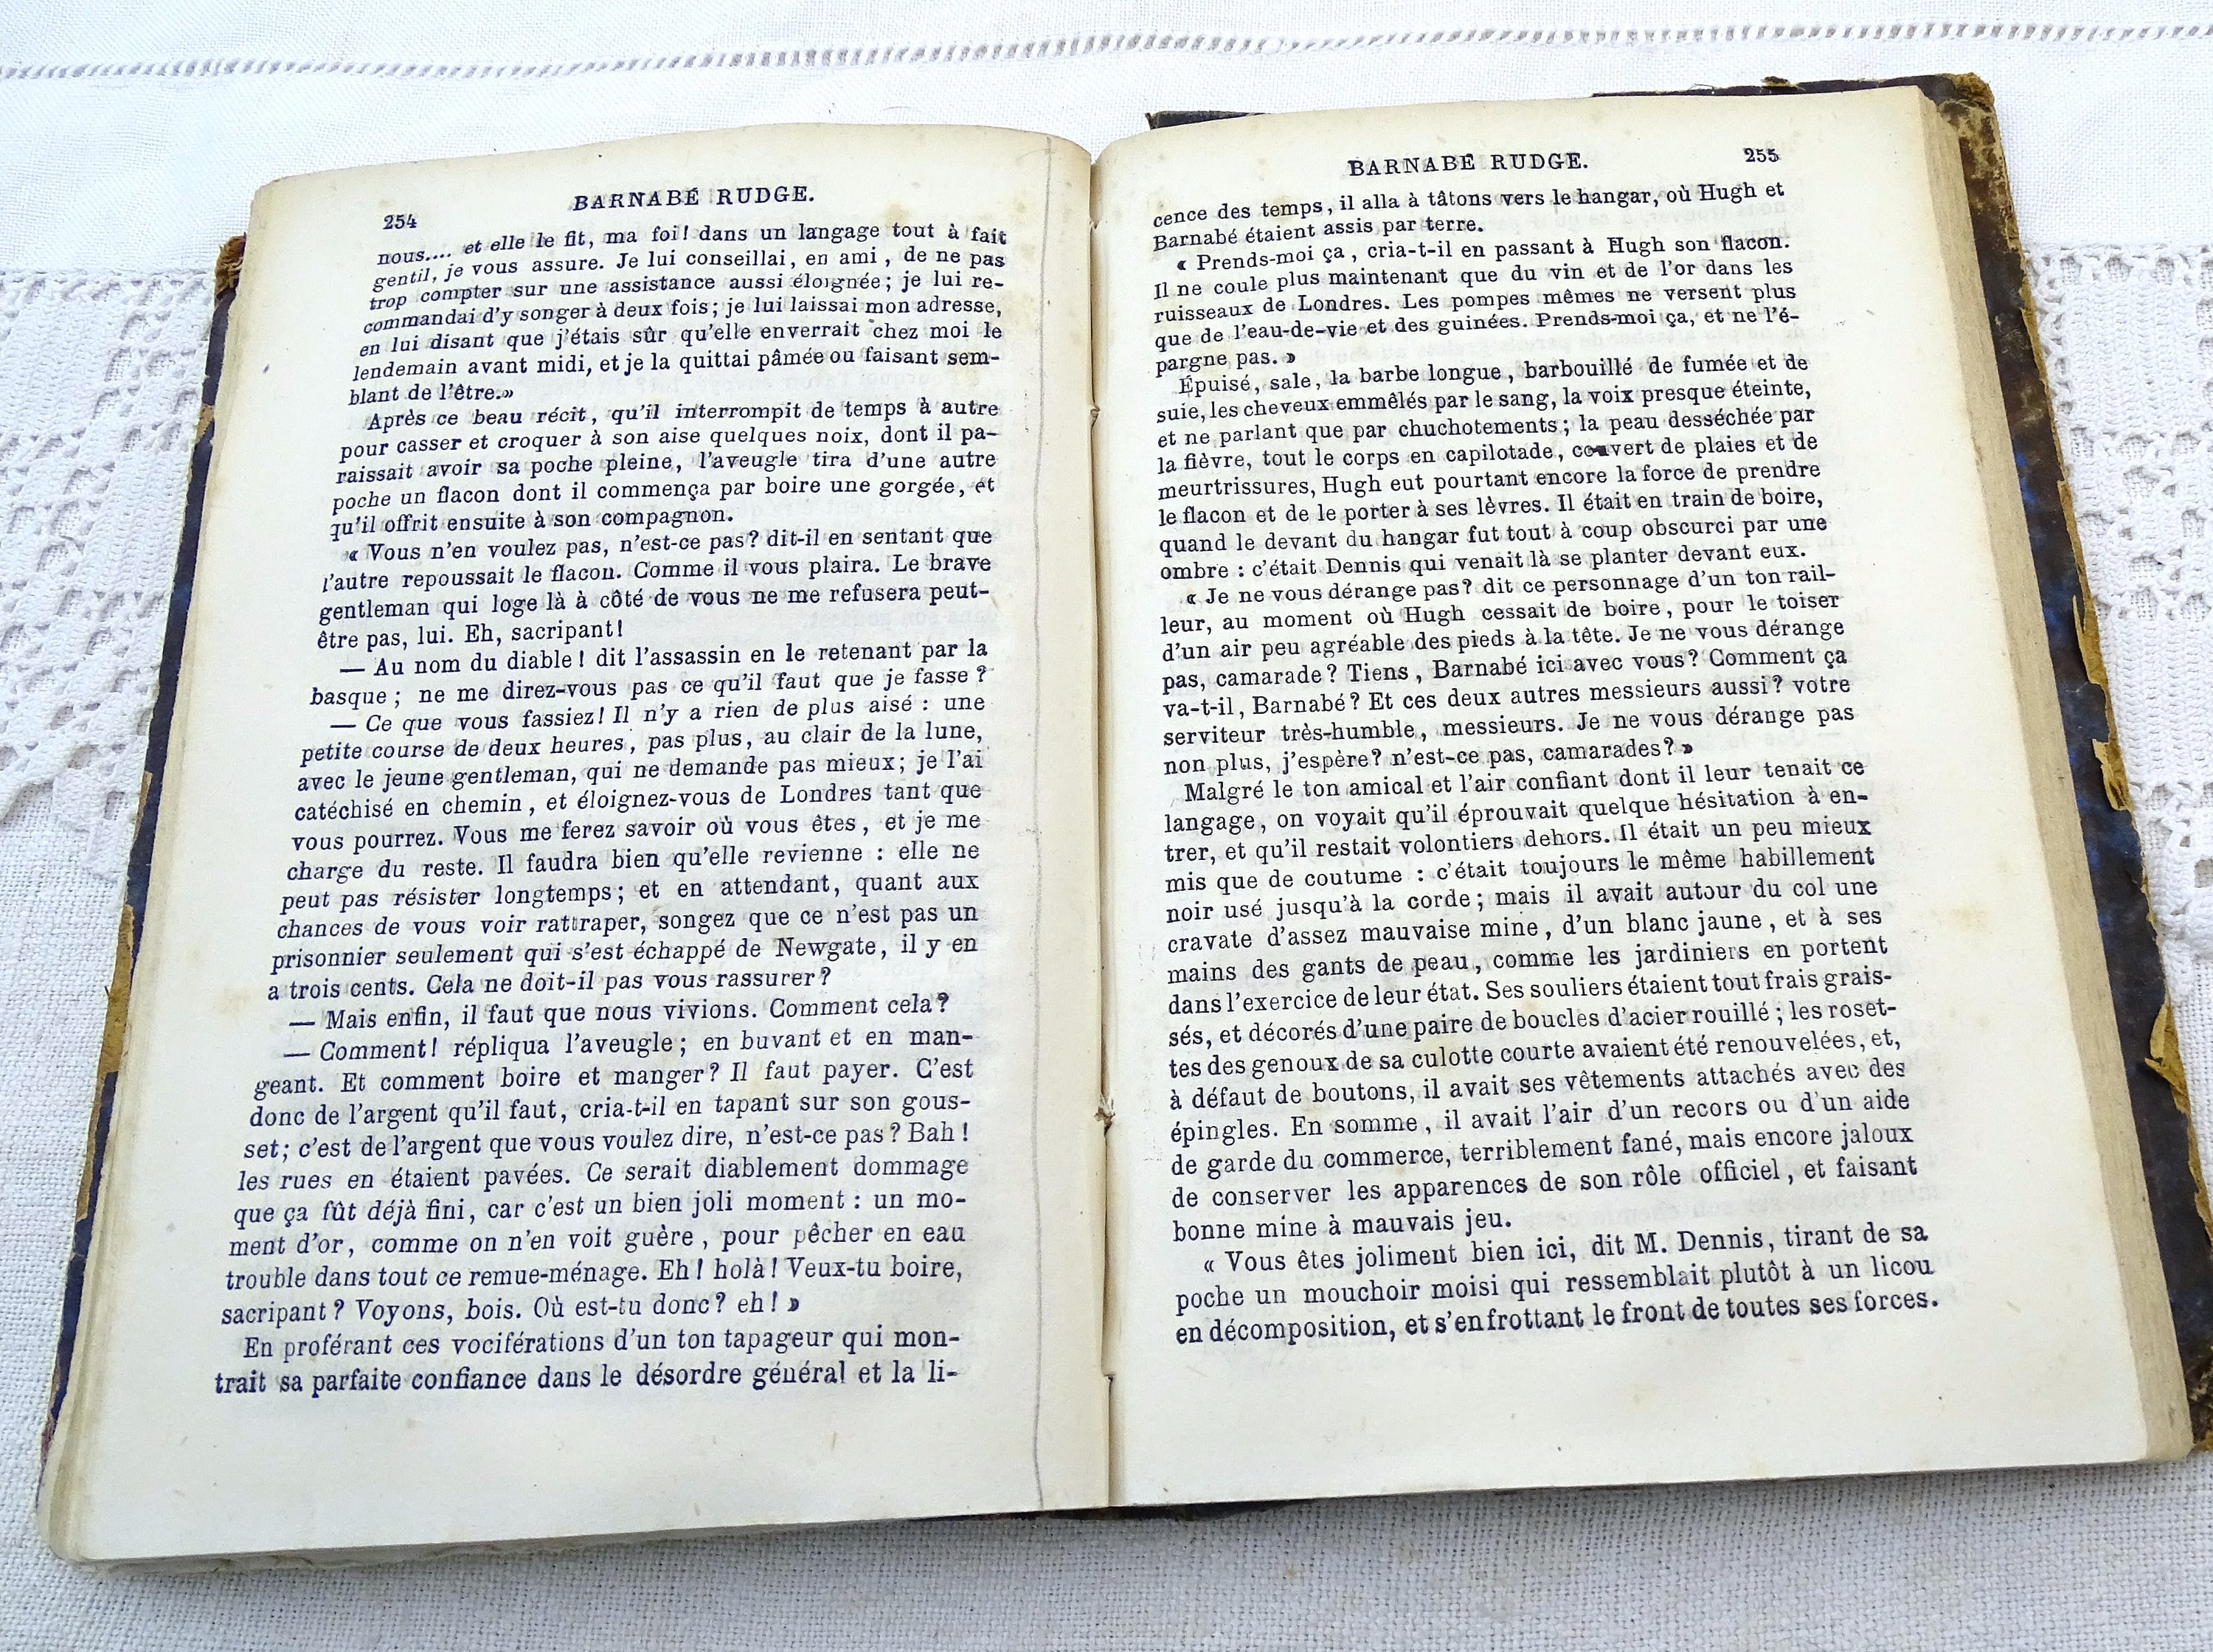 254
BARNABÉ RUDGE.
nous.... et elle le fit, ma foi! dans un langage tout à fait
gentil, je vous assure. Je lui conseillai, en ami, de ne pas
trop compter sur une assistance aussi éloignée; je lui re-
commandai d'y songer à deux fois; je lui laissai mon adresse,
en lui disant que j'étais sûr qu'elle enverrait chez moi le
lendemain avant midi, et je la quittai pâmée ou faisant sem-
blant de l'être.»
Après ce beau récit, qu'il interrompit de temps à autre
pour casser et croquer à son aise quelques noix, dont il pa-
raissait avoir sa poche pleine, l'aveugle tira d'une autre
poche un flacon dont il commença par boire une gorgée, et
qu'il offrit ensuite à son compagnon.
« Vous n'en voulez pas, n'est-ce pas? dit-il en sentant que
l'autre repoussait le flacon. Comme il vous plaira. Le brave
gentleman qui loge là à côté de vous ne me refusera peut-
être pas, lui. Eh, sacripant!
— Au nom du diable! dit l'assassin en le retenant par la
basque; ne me direz-vous pas ce qu'il faut que je fasse?
— Ce que vous fassiez! Il n'y a rien de plus aisé : une
petite course de deux heures, pas plus, au clair de la lune,
avec le jeune gentleman, qui ne demande pas mieux; je l'ai
catéchisé en chemin, et éloignez-vous de Londres tant que
vous pourrez. Vous me ferez savoir où vous êtes, et je me
charge du reste. Il faudra bien qu'elle revienne : elle ne
peut pas résister longtemps; et en attendant, quant aux
chances de vous voir rattraper, songez que ce n'est pas un
prisonnier seulement qui s'est échappé de Newgate, il y en
a trois cents. Cela ne doit-il pas vous rassurer?
— Mais enfin, il faut que nous vivions. Comment cela?
— Comment! répliqua l'aveugle; en buvant et en man-
geant. Et comment boire et manger? Il faut payer. C'est
donc de l'argent qu'il faut, cria-t-il en tapant sur son gous-
set; c'est de l'argent que vous voulez dire, n'est-ce pas? Bah!
les rues en étaient pavées. Ce serait diablement dommage
que ça fût déjà fini, car c'est un bien joli moment : un mo-
ment d'or, comme on n'en voit guère, pour pêcher en eau
trouble dans tout ce remue-ménage. Eh! holà! Veux-tu boire,
sacripant? Voyons, bois. Où est-tu donc? eh! »
En proférant ces vociférations d'un ton tapageur qui mon-
trait sa parfaite confiance dans le désordre général et la li-
BARNABÉ RUDGE.
255
cence des temps, il alla à tâtons vers le hangar, où Hugh et
Barnabé étaient assis par terre.
« Prends-moi ça, cria-t-il en passant à Hugh son flacon.
Il ne coule plus maintenant que du vin et de l'or dans les
ruisseaux de Londres. Les pompes mêmes ne versent plus
que de l'eau-de-vie et des guinées. Prends-moi ça, et ne l'é-
pargne pas. »
Épuisé, sale, la barbe longue, barbouillé de fumée et de
suie, les cheveux emmêlés par le sang, la voix presque éteinte,
et ne parlant que par chuchotements; la peau desséchée par
la fièvre, tout le corps en capilotade, couvert de plaies et de
meurtrissures, Hugh eut pourtant encore la force de prendre
le flacon et de le porter à ses lèvres. Il était en train de boire,
quand le devant du hangar fut tout à coup obscurci par une
ombre : c'était Dennis qui venait là se planter devant eux.
« Je ne vous dérange pas? dit ce personnage d'un ton rail-
leur, au moment où Hugh cessait de boire, pour le toiser
d'un air peu agréable des pieds à la tête. Je ne vous dérange
pas, camarade? Tiens, Barnabé ici avec vous? Comment ça
va-t-il, Barnabé? Et ces deux autres messieurs aussi? votre
serviteur très-humble, messieurs. Je ne vous dérange pas
non plus, j'espère? n'est-ce pas, camarades? »
Malgré le ton amical et l'air confiant dont il leur tenait ce
langage, on voyait qu'il éprouvait quelque hésitation à en-
trer, et qu'il restait volontiers dehors. Il était un peu mieux
mis que de coutume : c'était toujours le même habillement
noir usé jusqu'à la corde; mais il avait autour du col une
cravate d'assez mauvaise mine, d'un blanc jaune, et à ses
mains des gants de peau, comme les jardiniers en portent
dans l'exercice de leur état. Ses souliers étaient tout frais grais-
sés, et décorés d'une paire de boucles d'acier rouillé; les roset-
tes des genoux de sa culotte courte avaient été renouvelées, et,
à défaut de boutons, il avait ses vêtements attachés avec des
épingles. En somme, il avait l'air d'un recors ou d'un aide
de garde du commerce, terriblement fané, mais encore jaloux
de conserver les apparences de son rôle officiel, et faisant
bonne mine à mauvais jeu.
« Vous êtes joliment bien ici, dit M. Dennis, tirant de sa
poche un mouchoir moisi qui ressemblait plutôt à un licou
en décomposition, et s'en frottant le front de toutes ses forces.